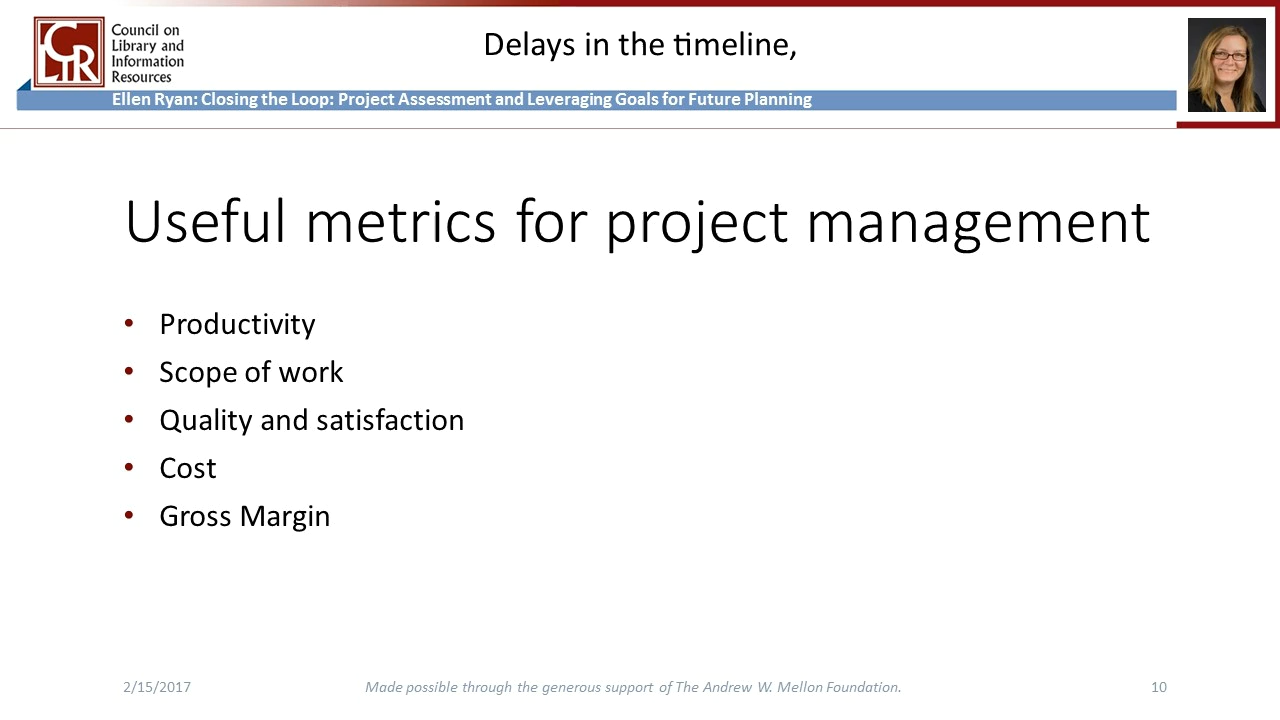 CLIR
Council on
Library and
Information
Resources
Delays in the timeline,
Ellen Ryan: Closing the Loop: Project Assessment and Leveraging Goals for Future Planning
Useful metrics for project management
• Productivity
• Scope of work
• Quality and satisfaction
• Cost
• Gross Margin
2/15/2017
Made possible through the generous support of The Andrew W. Mellon Foundation.
10